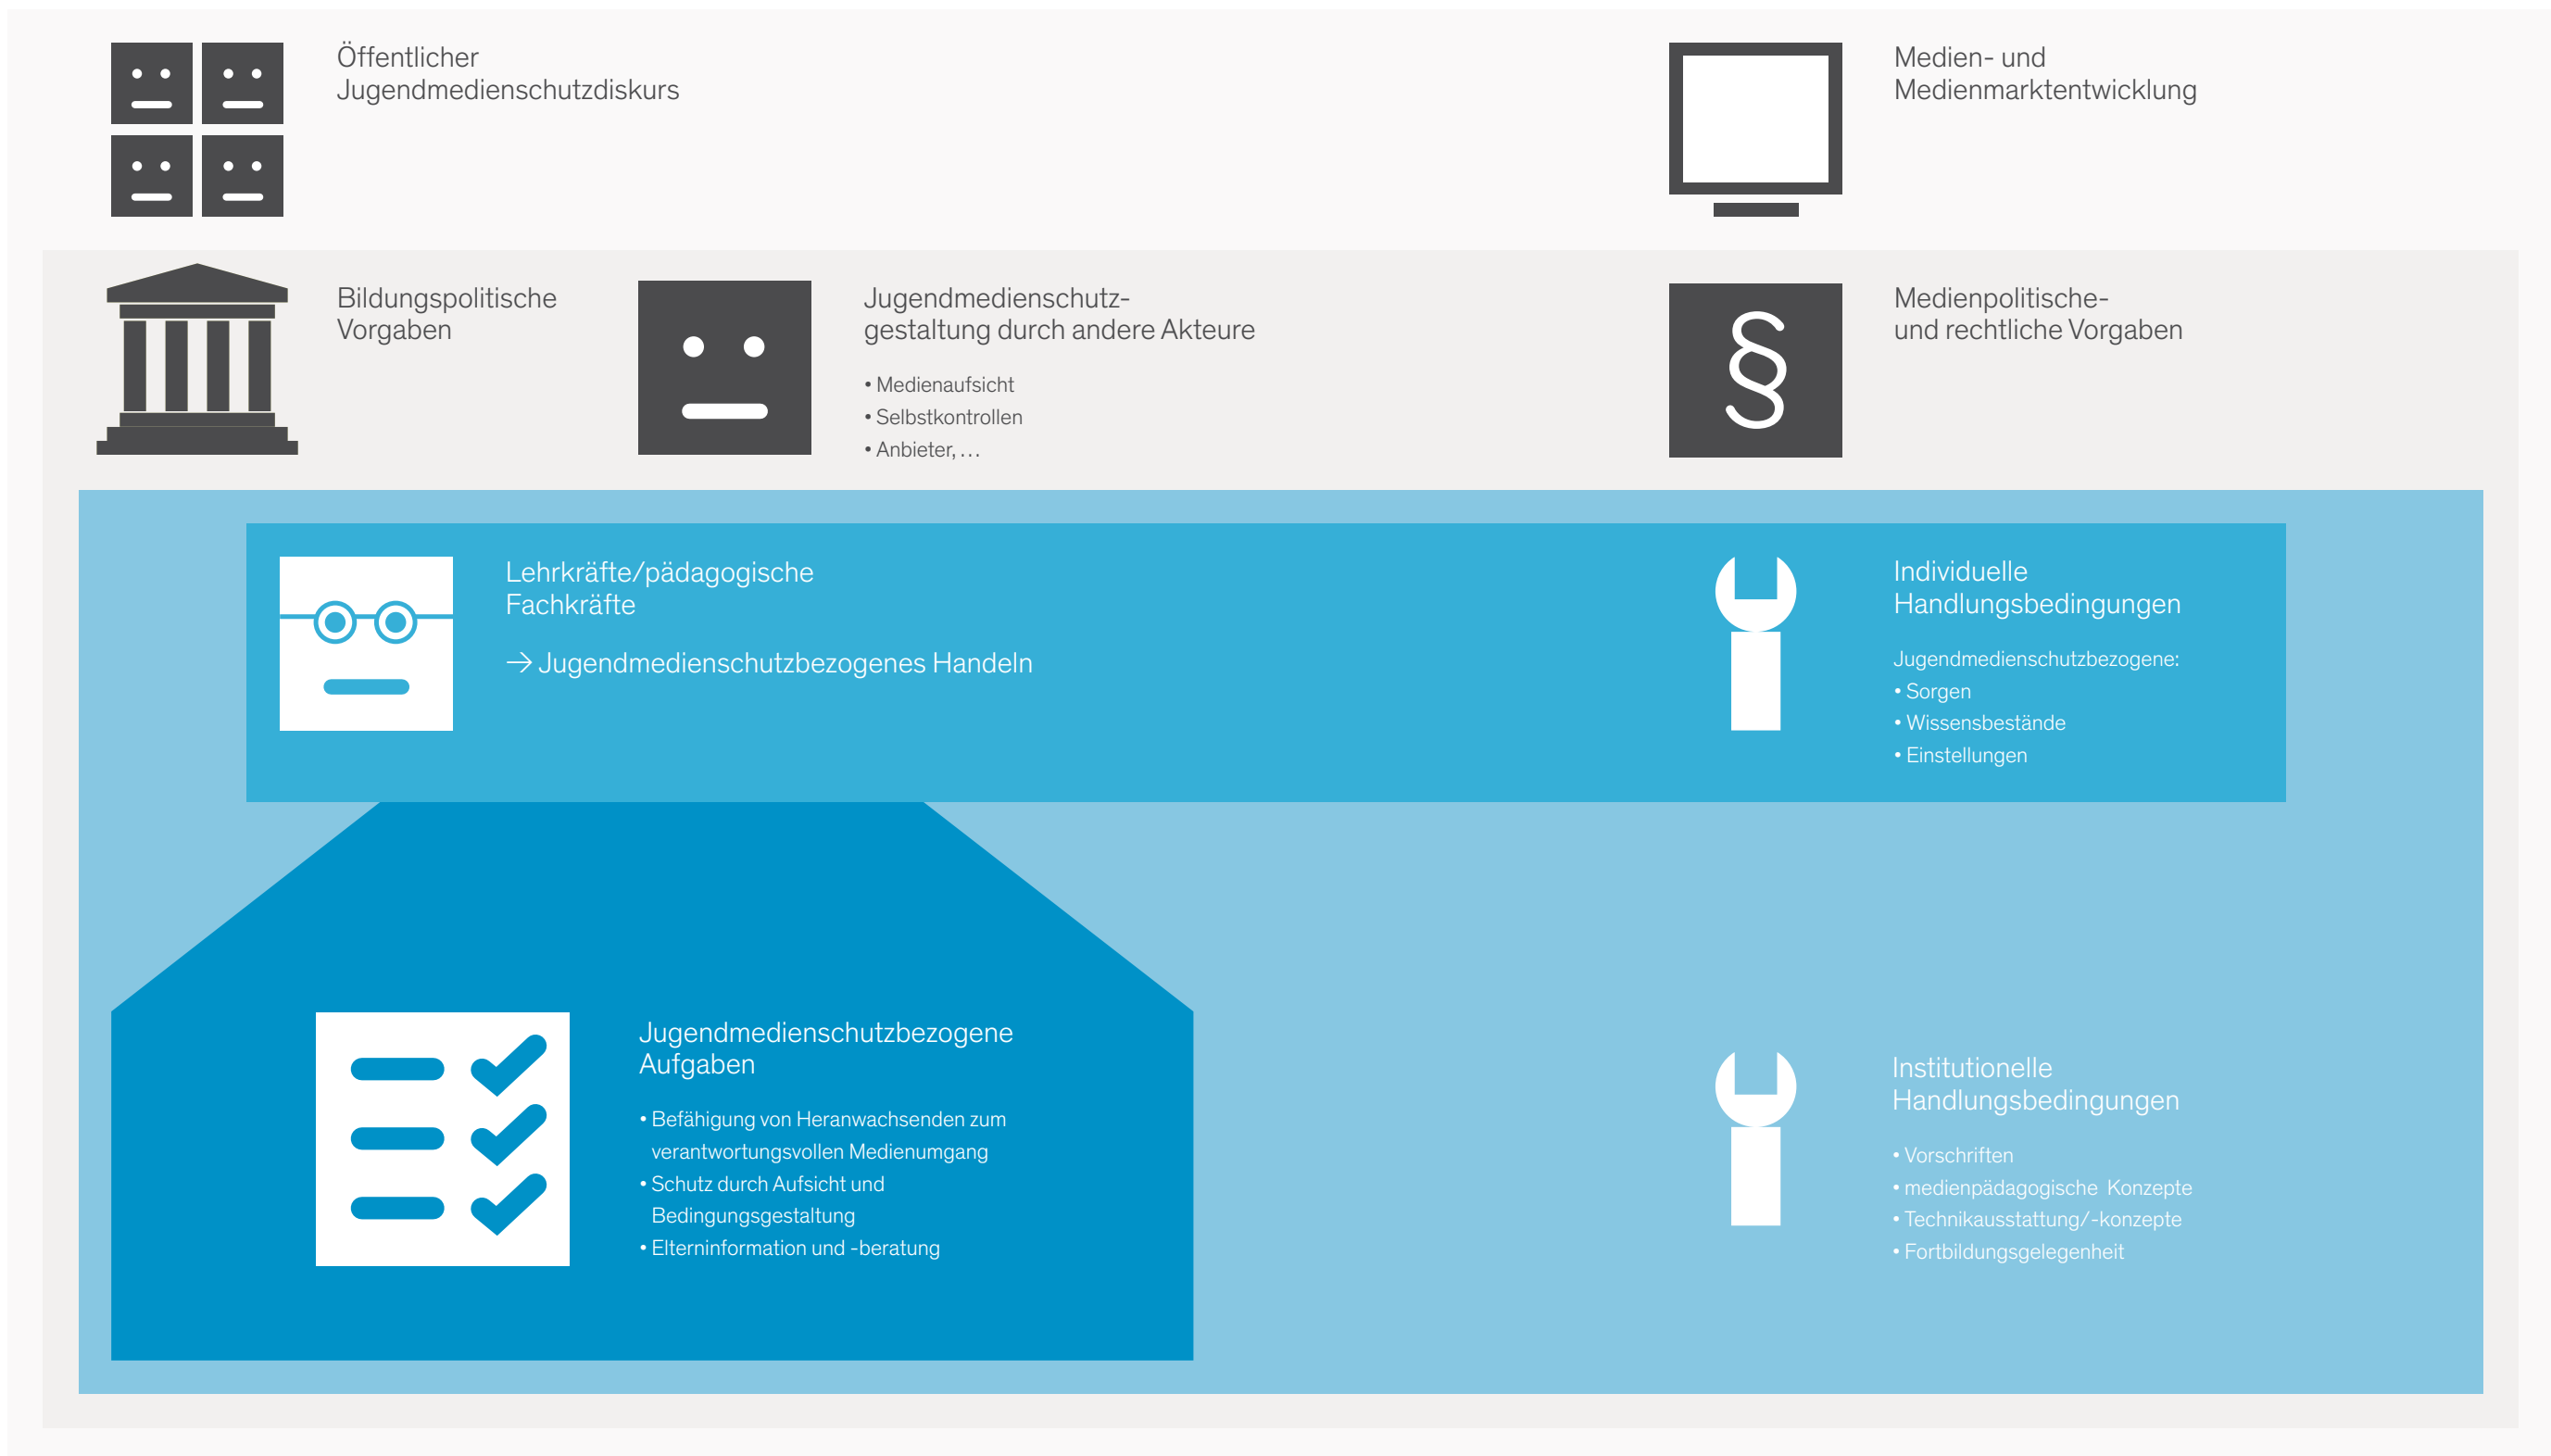 Öffentlicher
Jugendmedienschutzdiskurs
Medien- und
Medienmarktentwicklung
Bildungspolitische
Vorgaben
Jugendmedienschutz-
gestaltung durch andere Akteure
• Medienaufsicht
• Selbstkontrollen
• Anbieter, …
§
Medienpolitische-
und rechtliche Vorgaben
Lehrkräfte/pädagogische
Fachkräfte
→ Jugendmedienschutzbezogenes Handeln
Individuelle
Handlungsbedingungen
Jugendmedienschutzbezogene:
• Sorgen
• Wissensbestände
• Einstellungen
Jugendmedienschutzbezogene
Aufgaben
• Befähigung von Heranwachsenden zum
verantwortungsvollen Medienumgang
• Schutz durch Aufsicht und
Bedingungsgestaltung
• Elterninformation und -beratung
Institutionelle
Handlungsbedingungen
• Vorschriften
• medienpädagogische Konzepte
• Technikausstattung/-konzepte
• Fortbildungsgelegenheit